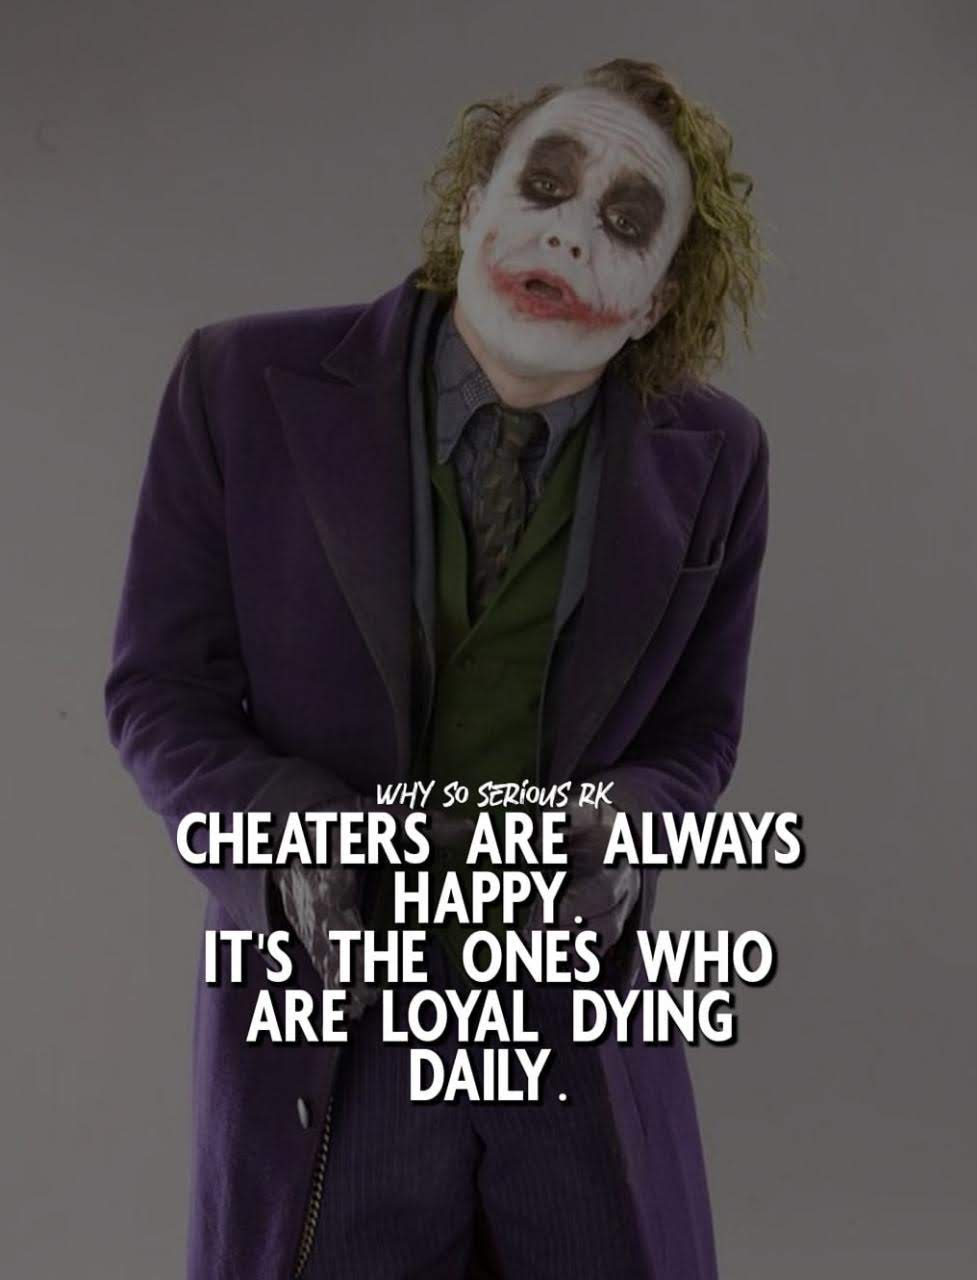 WHY SO SERIOUS RK
CHEATERS ARE ALWAYS
HAPPY.
IT'S THE ONES WHO
ARE LOYAL DYING
DAILY.